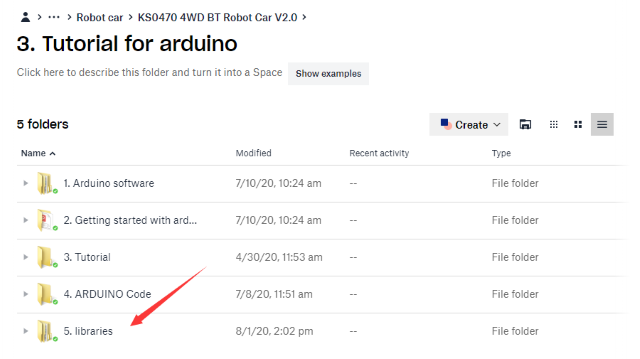 ··· Robot car KS0470 4WD BT Robot Car V2.0
3. Tutorial for arduino
Click here to describe this folder and turn it into a Space Show examples
5 folders Create
Name Modified Recent activity Type
1. Arduino software 7/10/20, 10:24 am -- File folder
2. Getting started with ard... 7/10/20, 10:24 am -- File folder
3. Tutorial 4/30/20, 11:53 am -- File folder
4. ARDUINO Code 7/8/20, 11:51 am -- File folder
5. libraries 8/1/20, 2:02 pm -- File folder